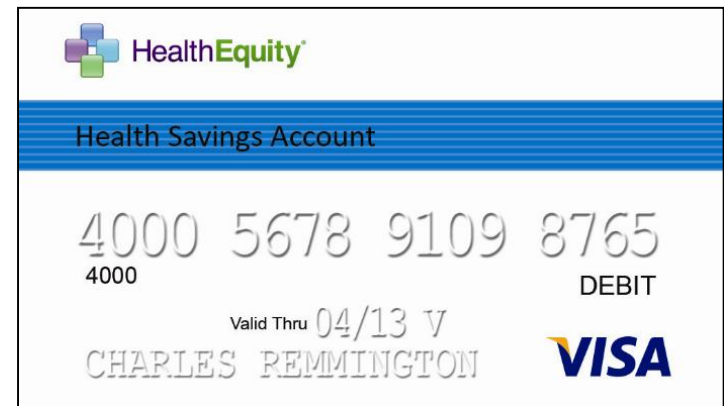 HealthEquity
Health Savings Account
4000 5678 9109 8765
4000
DEBIT
Valid Thru 04/13 V
CHARLES REMMINGTON
VISA